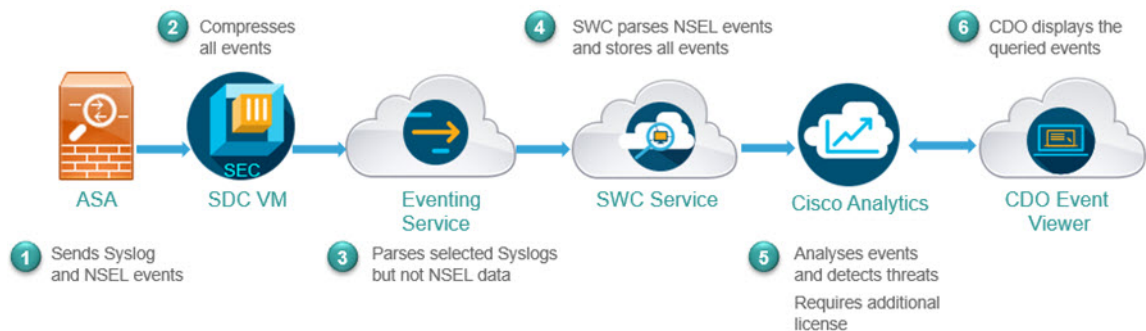 2
Compresses
all events
4
SWC parses NSEL events
and stores all events
6
CDO displays the
queried events
SEC
ASA
SDC VM
Eventing
Service
SWC Service
Cisco Analytics
CDO Event
Viewer
1
Sends Syslog
and NSEL events
3
Parses selected Syslogs
but not NSEL data
5
Analyses events
and detects threats
Requires additional
license